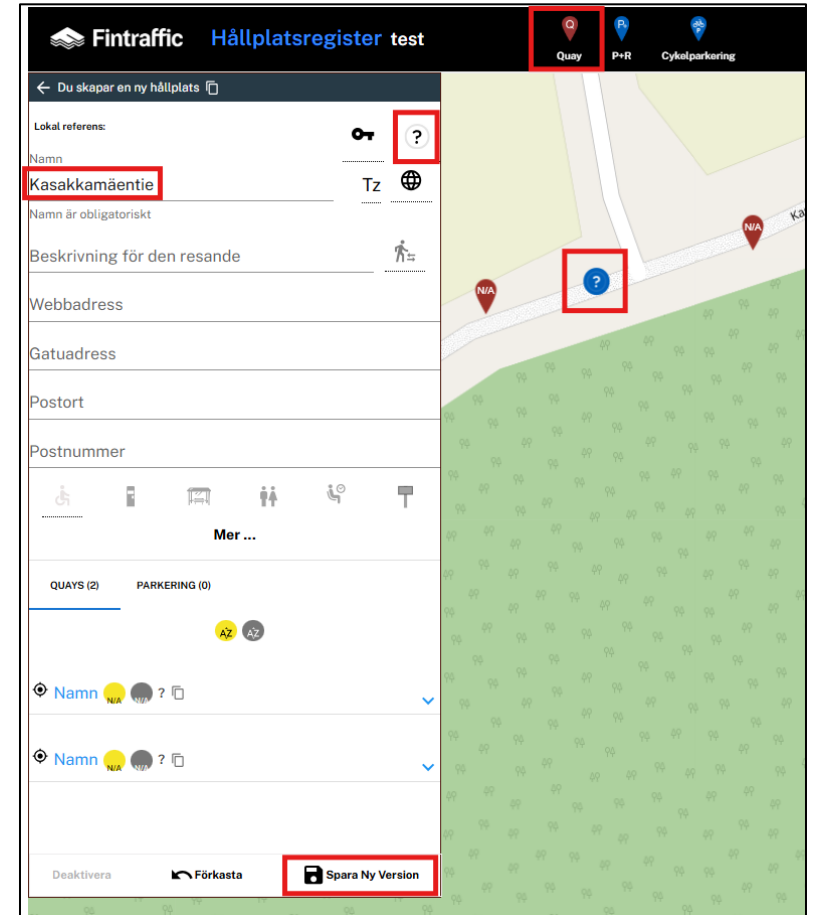 Fintraffic Hållplatsregister test
Q
Quay
P+R
Cykelparkering
Du skapar en ny hållplats
Lokal referens:
?
Namn
Kasakkamäentie
Tz
Namn är obligatoriskt
Beskrivning för den resande
Webbadress
Gatuadress
Postort
Postnummer
Mer ...
QUAYS (2) PARKERING (0)
AZ AZ
Namn N/A N/A ?
Namn N/A N/A ?
Deaktivera Förkasta Spara Ny Version
N/A
?
N/A